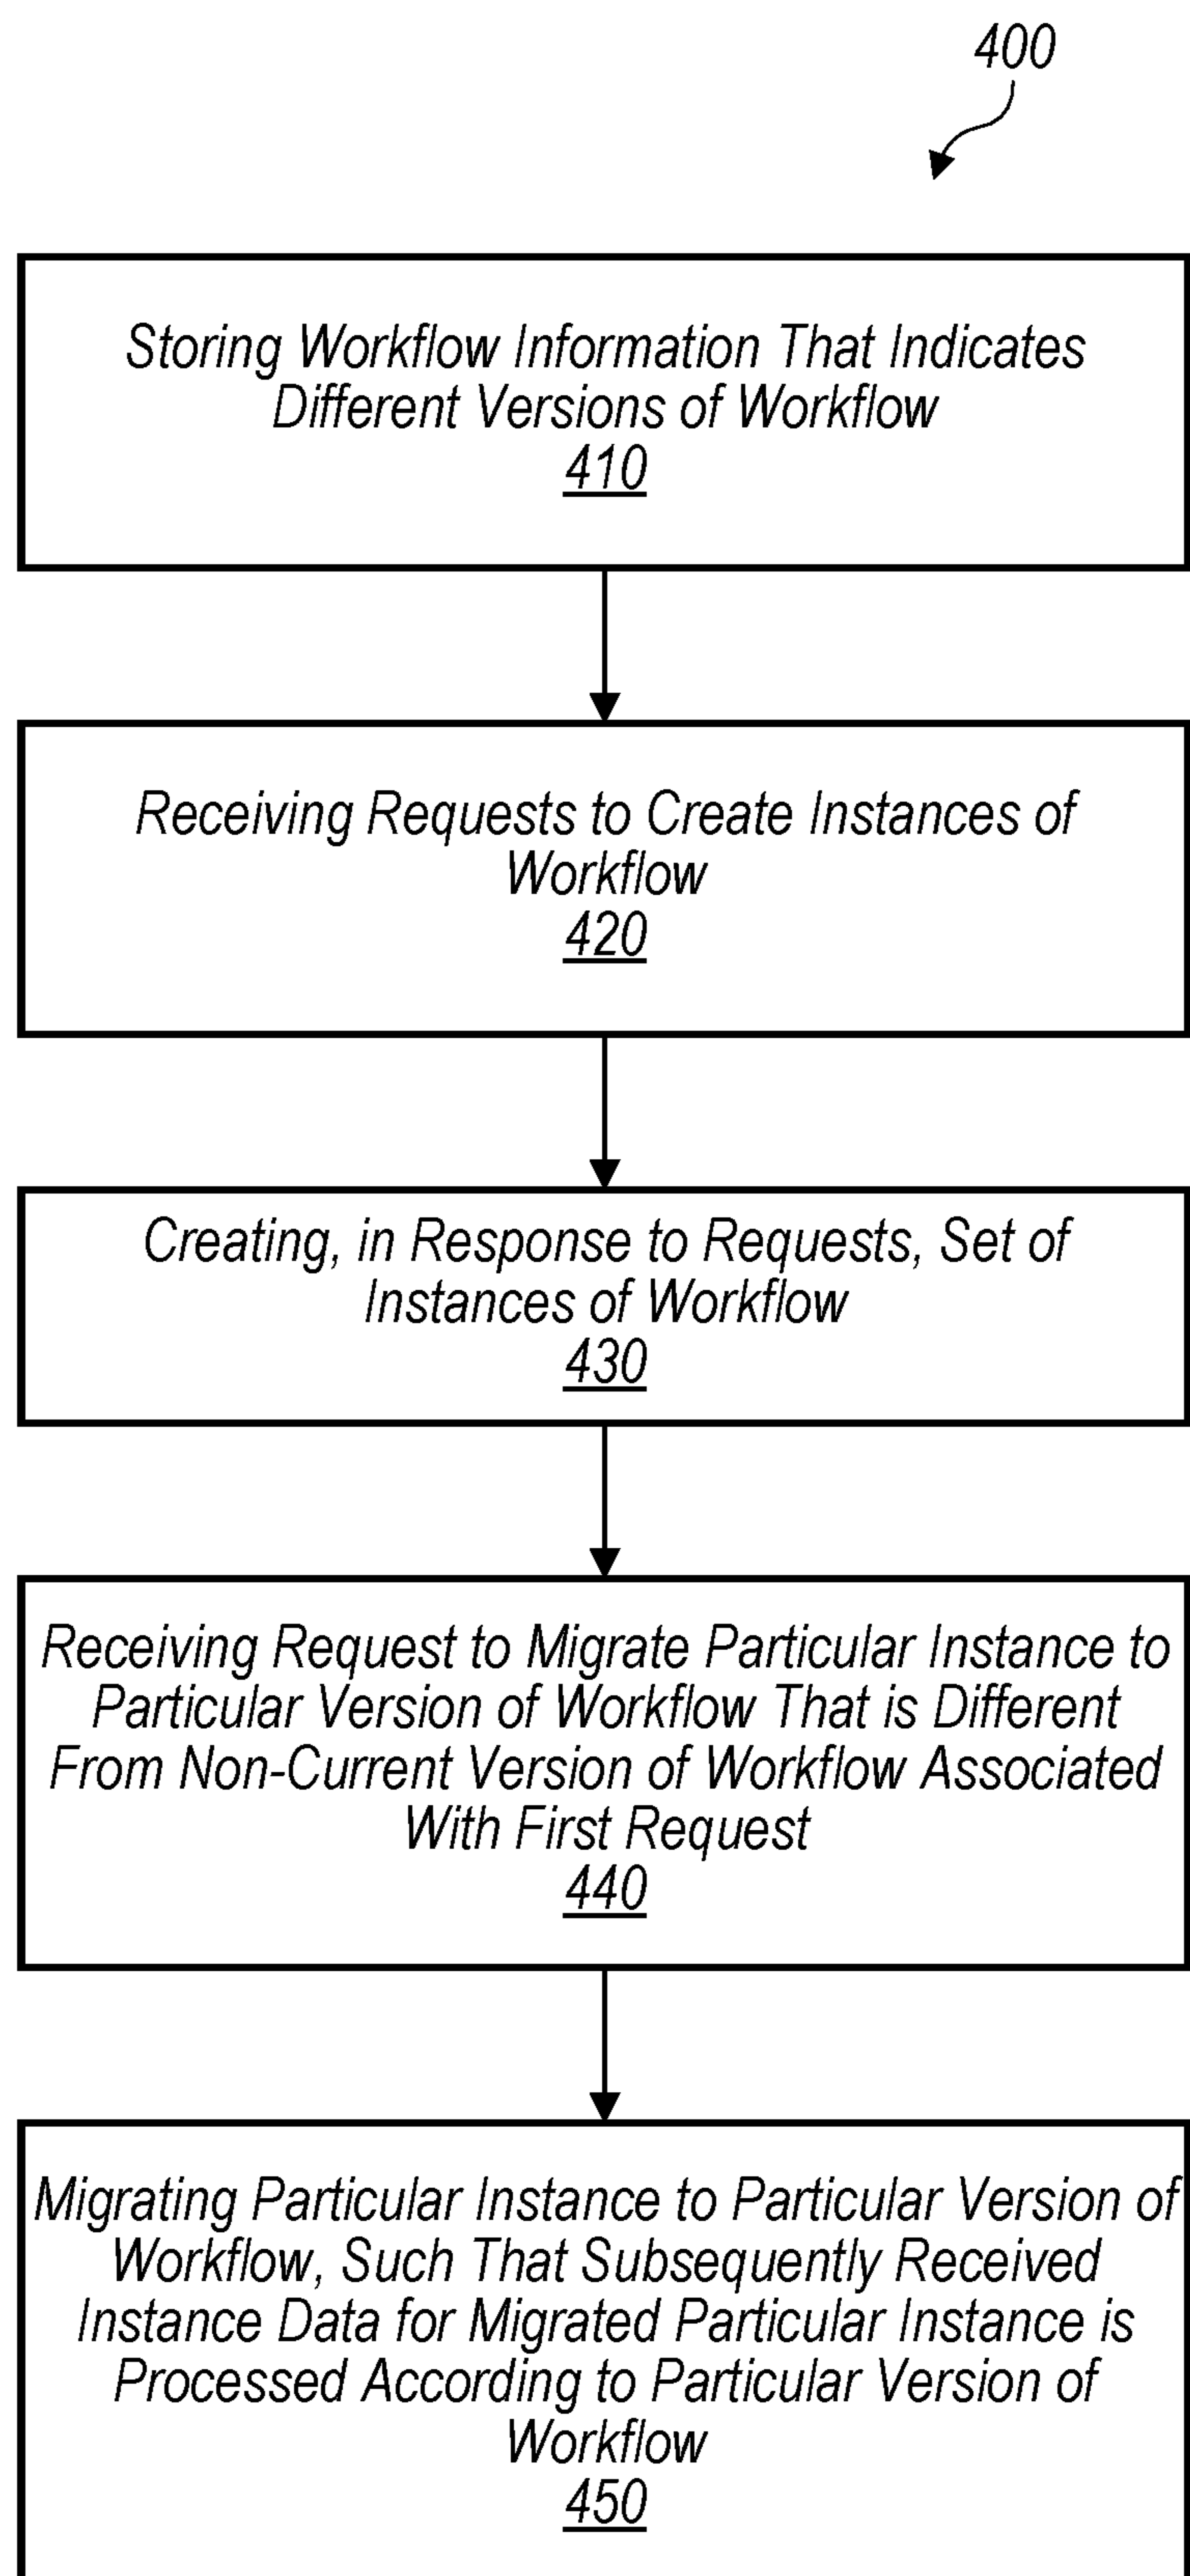 400
Storing Workflow Information That Indicates
Different Versions of Workflow
410
Receiving Requests to Create Instances of
Workflow
420
Creating, in Response to Requests, Set of
Instances of Workflow
430
Receiving Request to Migrate Particular Instance to
Particular Version of Workflow That is Different
From Non-Current Version of Workflow Associated
With First Request
440
Migrating Particular Instance to Particular Version of
Workflow, Such That Subsequently Received
Instance Data for Migrated Particular Instance is
Processed According to Particular Version of
Workflow
450